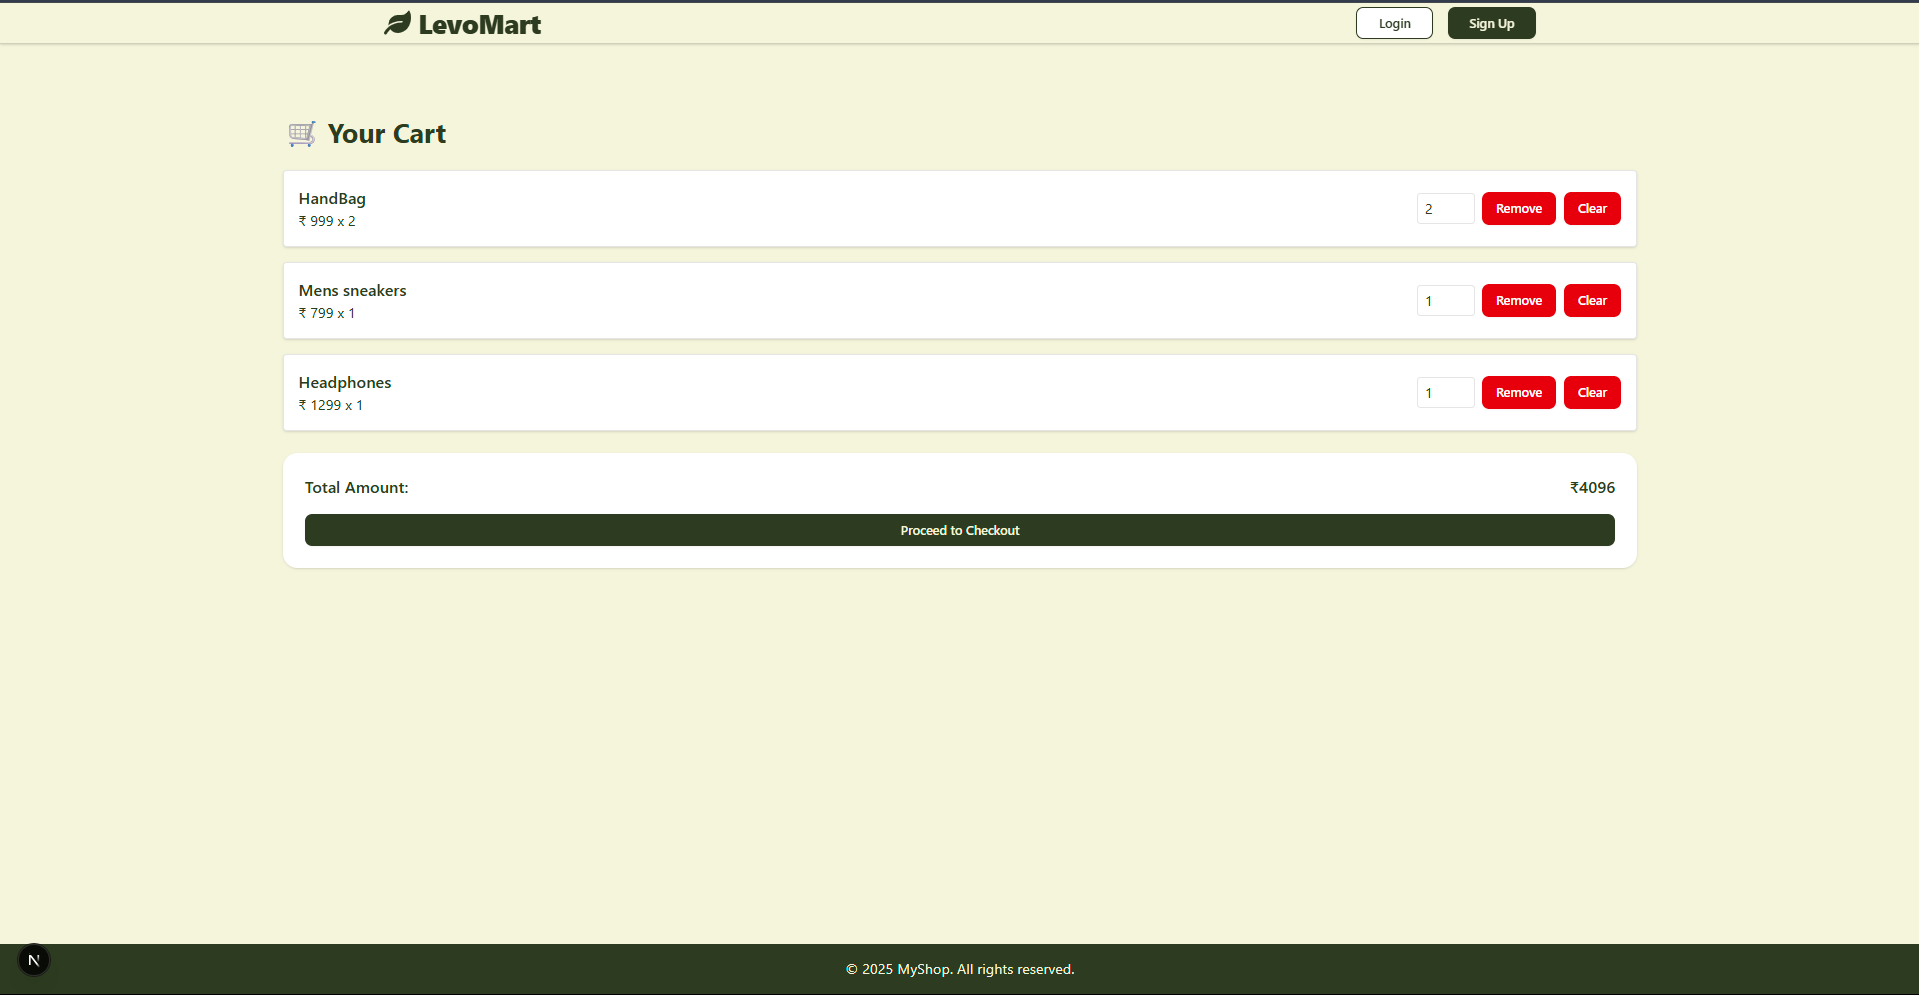 LevoMart
Login
Sign Up
Your Cart
HandBag
₹ 999 x 2
2
Remove
Clear
Mens sneakers
₹ 799 x 1
1
Remove
Clear
Headphones
₹ 1299 x 1
1
Remove
Clear
Total Amount:
₹4096
Proceed to Checkout
N
© 2025 MyShop. All rights reserved.